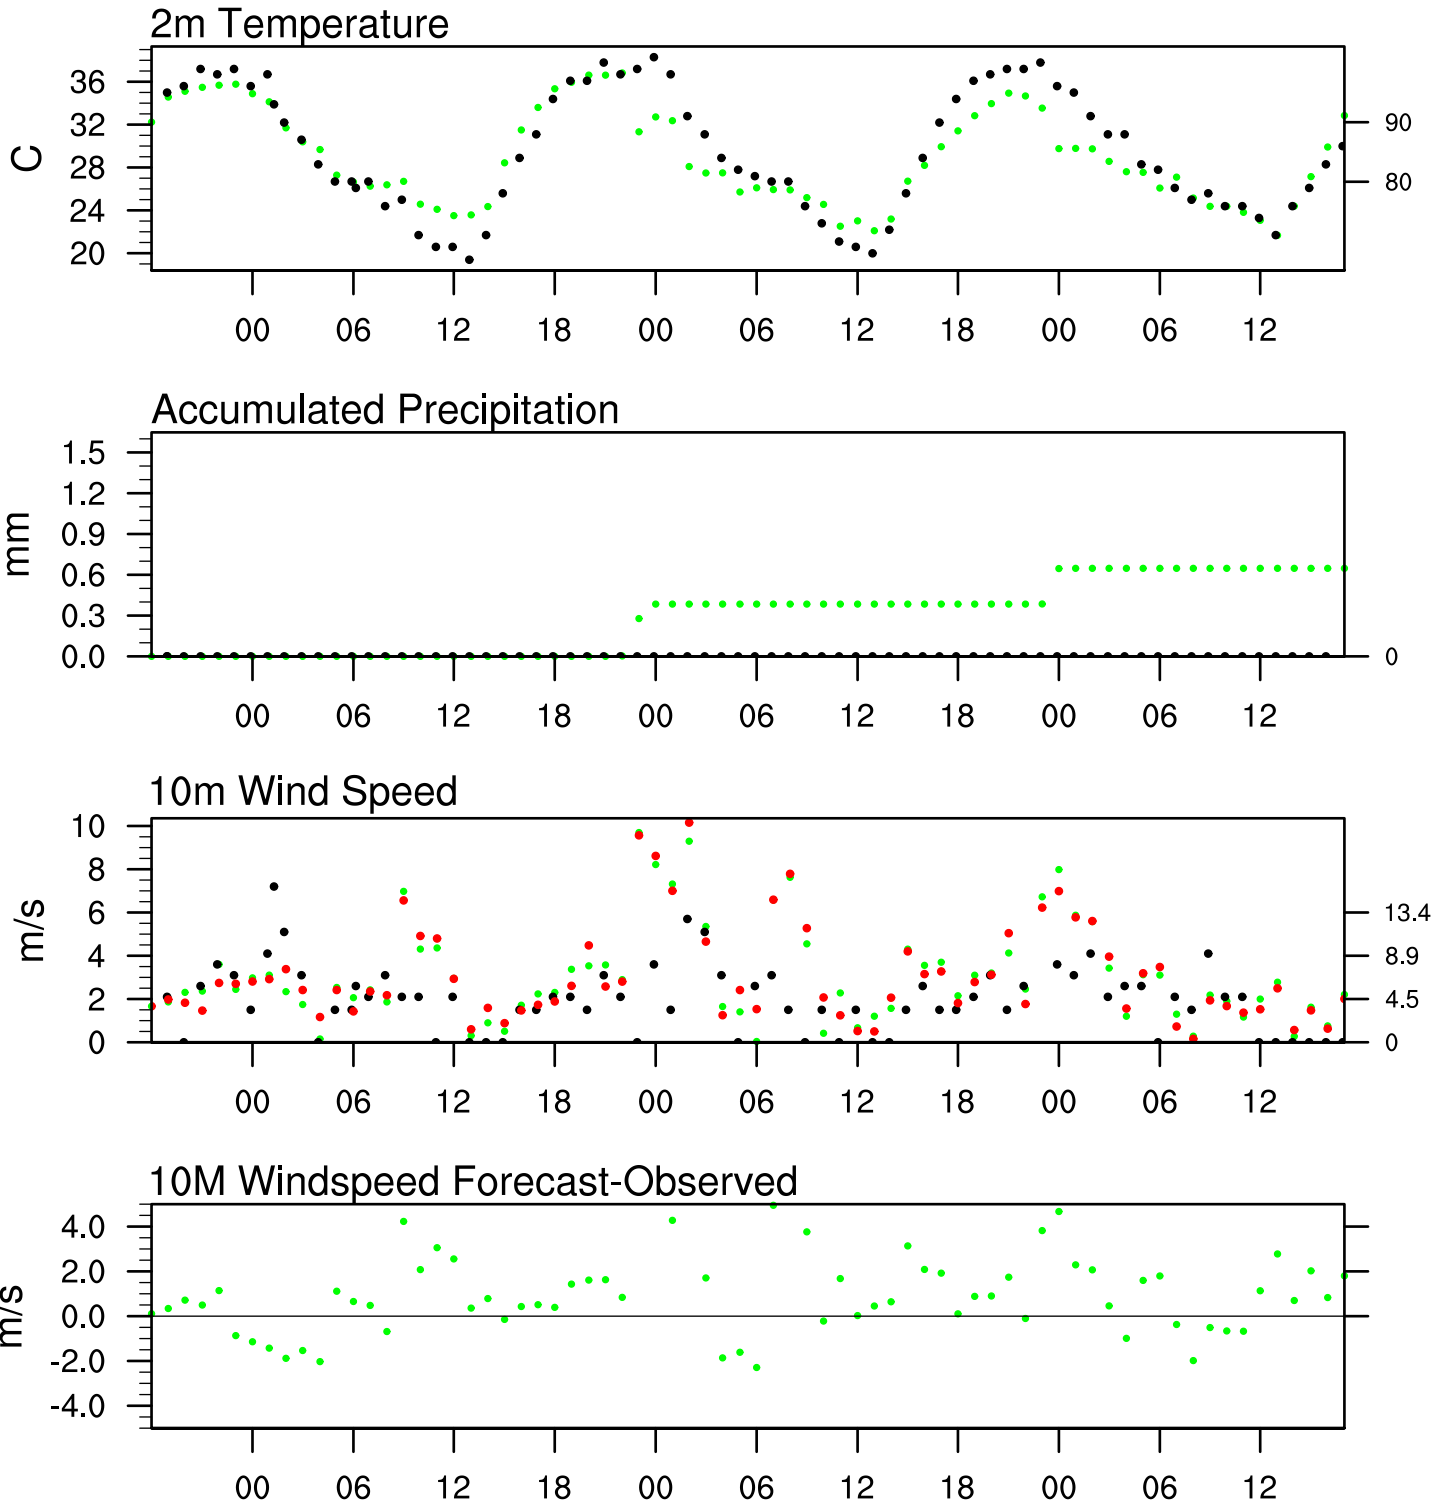 2m Temperature
36
32
28
24
20
C
90
80
00 06 12 18 00 06 12 18 00 06 12
Accumulated Precipitation
1.5
1.2
0.9
0.6
0.3
0.0
mm
0
00 06 12 18 00 06 12 18 00 06 12
10m Wind Speed
10
8
6
4
2
0
m/s
13.4
8.9
4.5
0
00 06 12 18 00 06 12 18 00 06 12
10M Windspeed Forecast-Observed
4.0
2.0
0.0
-2.0
-4.0
m/s
00 06 12 18 00 06 12 18 00 06 12